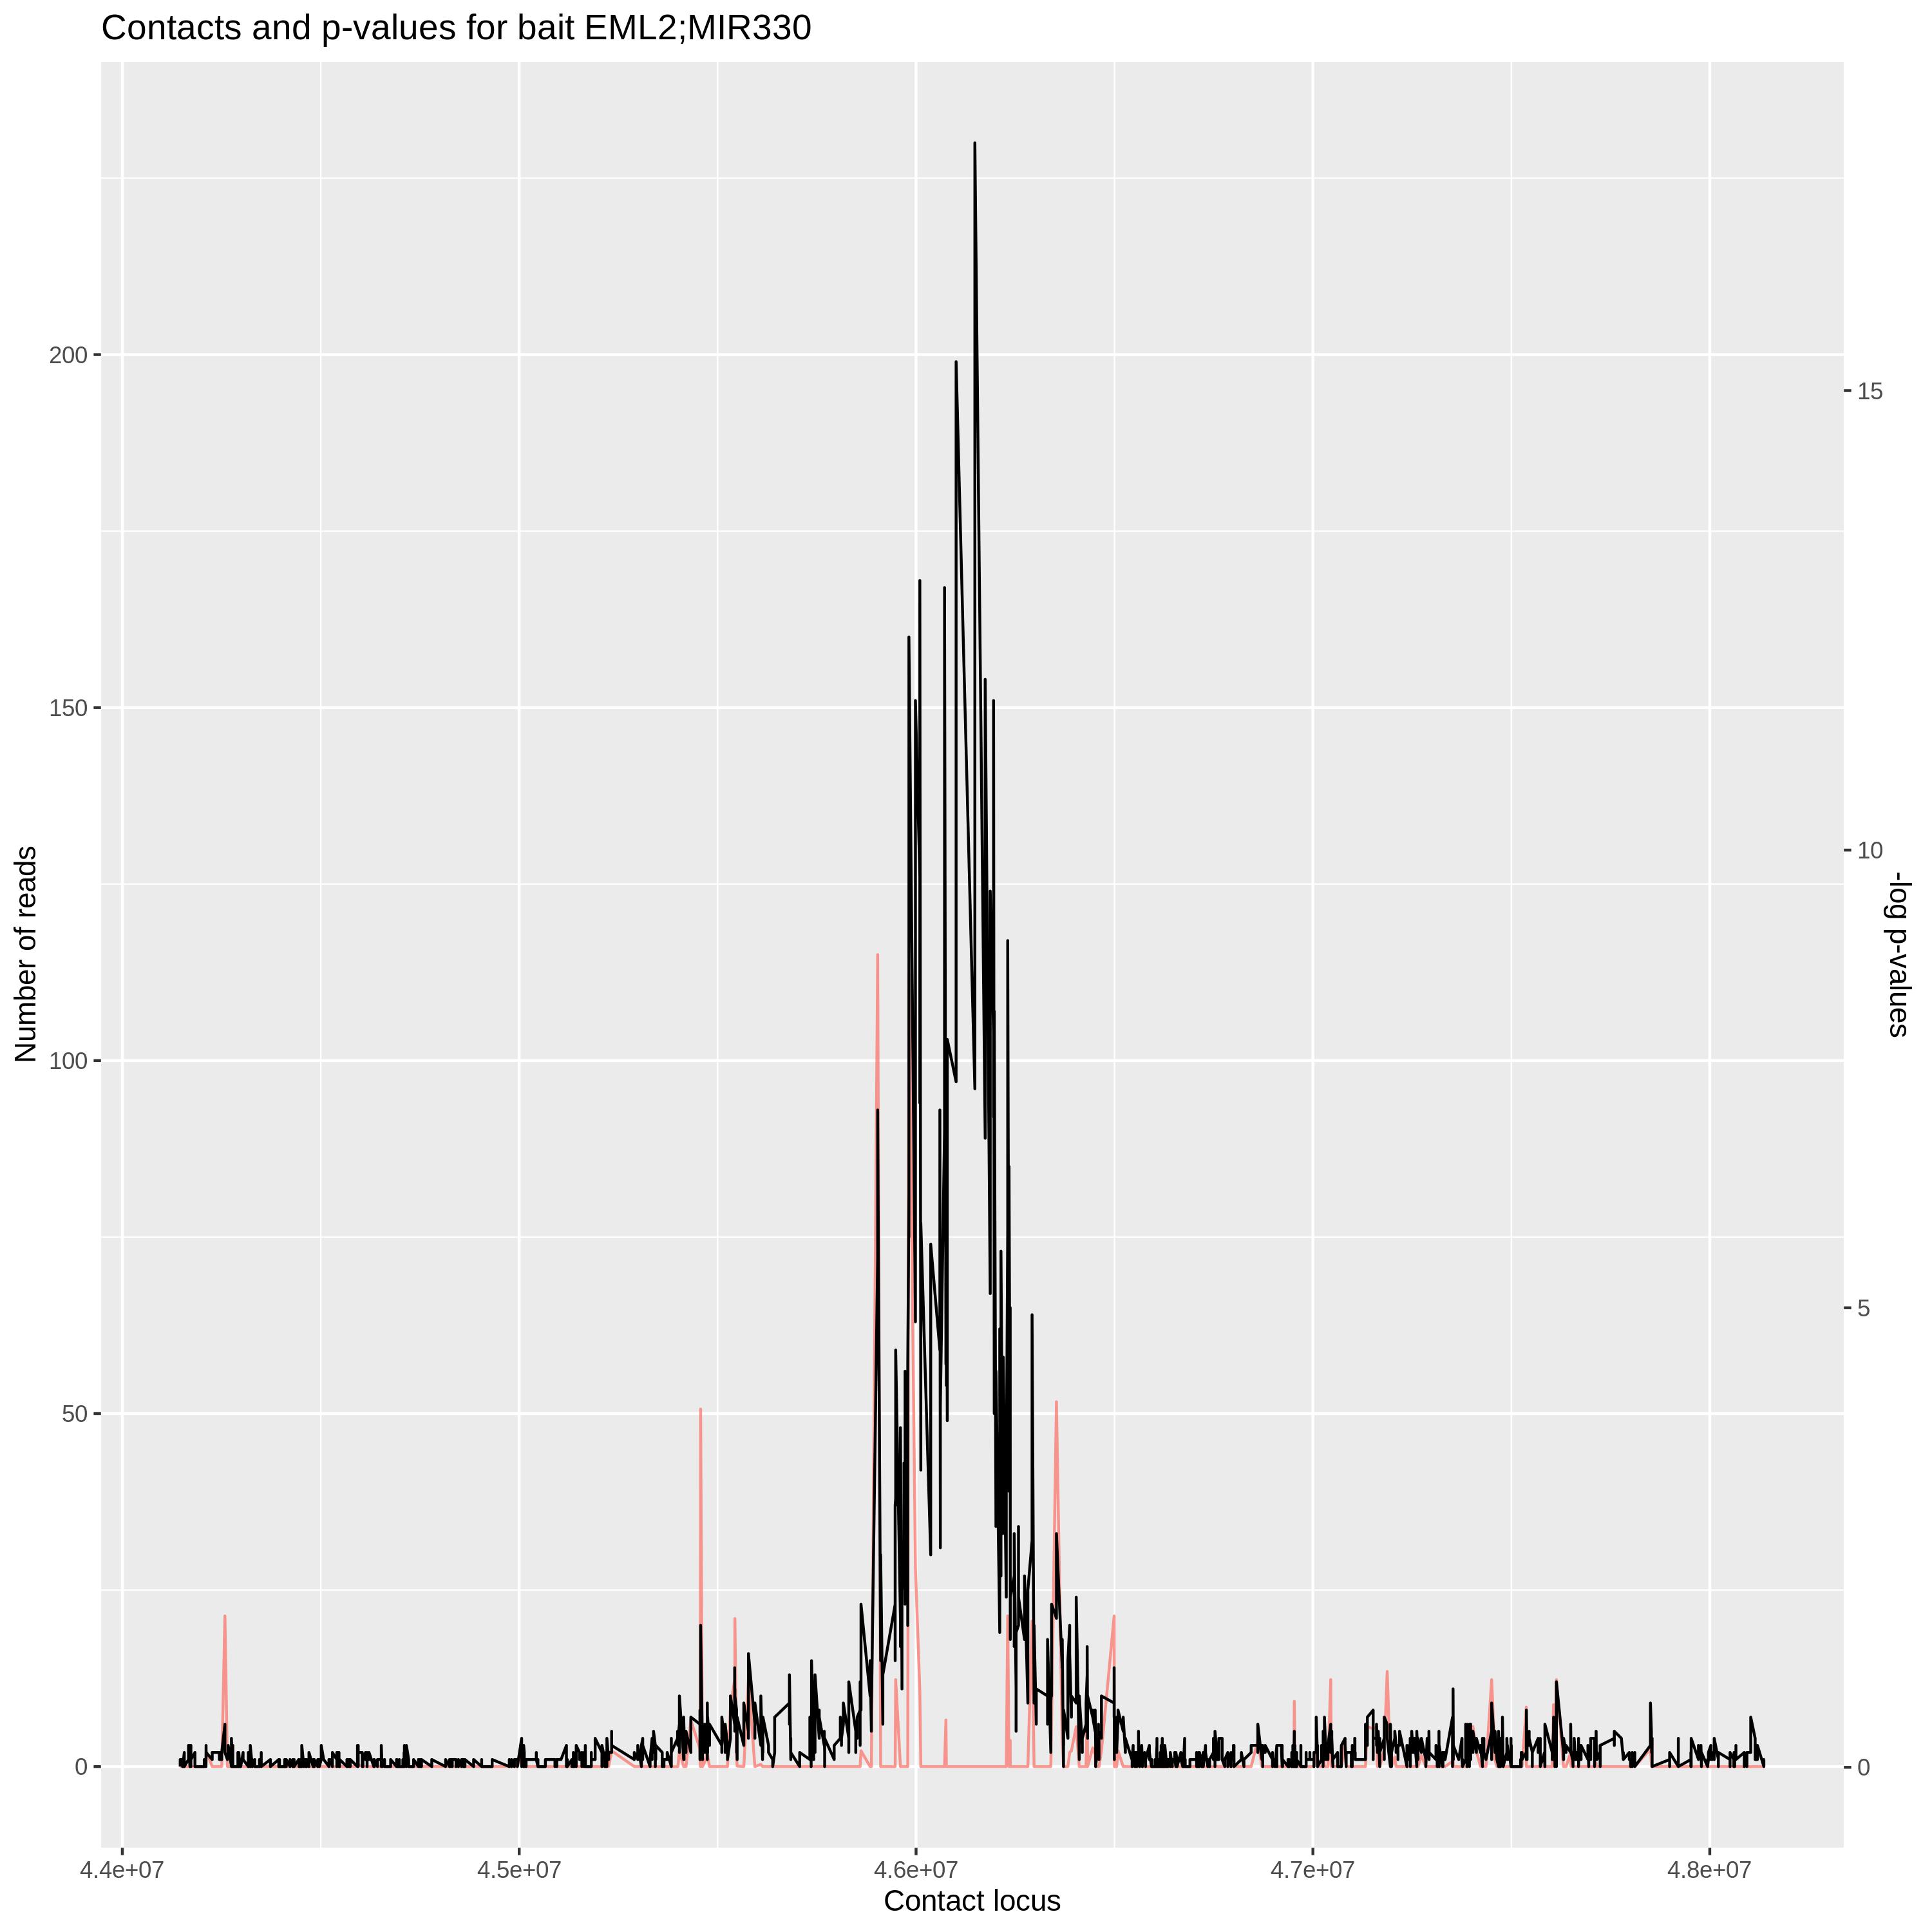 Contacts and p-values for bait EML2;MIR330
Number of reads
200
150
100
50
0
15
10
5
0
-log p-values
4.4e+07
4.5e+07
4.6e+07
4.7e+07
4.8e+07
Contact locus